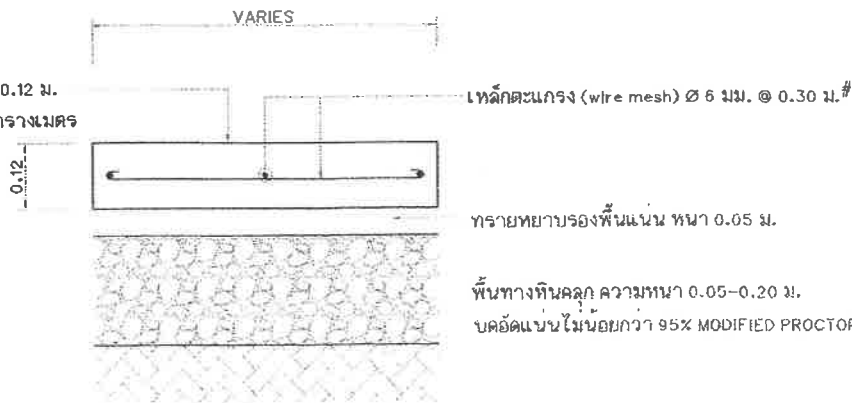 VARIES
0.12 ม.
ตารางเมตร
เหล็กตะแกรง (wire mesh) Ø 6 มม. @ 0.30 ม.#
0.12
ทรายหยาบรองพื้นแน่น หนา 0.05 ม.
พื้นทางหินคลุก ความหนา 0.05-0.20 ม.
บดอัดแน่นไม่น้อยกว่า 95% MODIFIED PROCTOR